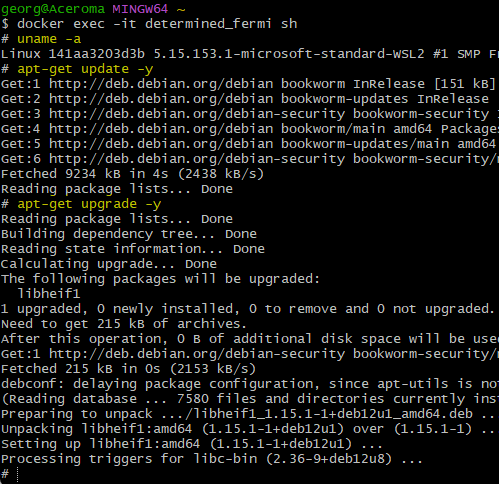 georg@Aceroma MINGW64 ~
$ docker exec -it determined_fermi sh
# uname -a
Linux 141aa3203d3b 5.15.153.1-microsoft-standard-WSL2 #1 SMP Fr
# apt-get update -y
Get:1 http://deb.debian.org/debian bookworm InRelease [151 kB]
Get:2 http://deb.debian.org/debian bookworm-updates InRelease
Get:3 http://deb.debian.org/debian-security bookworm-security
Get:4 http://deb.debian.org/debian bookworm/main amd64 Packages
Get:5 http://deb.debian.org/debian bookworm-updates/main amd64
Get:6 http://deb.debian.org/debian-security bookworm-security/
Fetched 9234 kB in 4s (2438 kB/s)
Reading package lists... Done
# apt-get upgrade -y
Reading package lists... Done
Building dependency tree... Done
Reading state information... Done
Calculating upgrade... Done
The following packages will be upgraded:
libheif1
1 upgraded, 0 newly installed, 0 to remove and 0 not upgraded.
Need to get 215 kB of archives.
After this operation, 0 B of additional disk space will be use
Get:1 http://deb.debian.org/debian-security bookworm-security/
Fetched 215 kB in 0s (2153 kB/s)
debconf: delaying package configuration, since apt-utils is no
(Reading database ... 7580 files and directories currently ins
Preparing to unpack .../libheif1_1.15.1-1+deb12u1_amd64.deb ..
Unpacking libheif1:amd64 (1.15.1-1+deb12u1) over (1.15.1-1) ..
Setting up libheif1:amd64 (1.15.1-1+deb12u1) ...
Processing triggers for libc-bin (2.36-9+deb12u8) ...
#